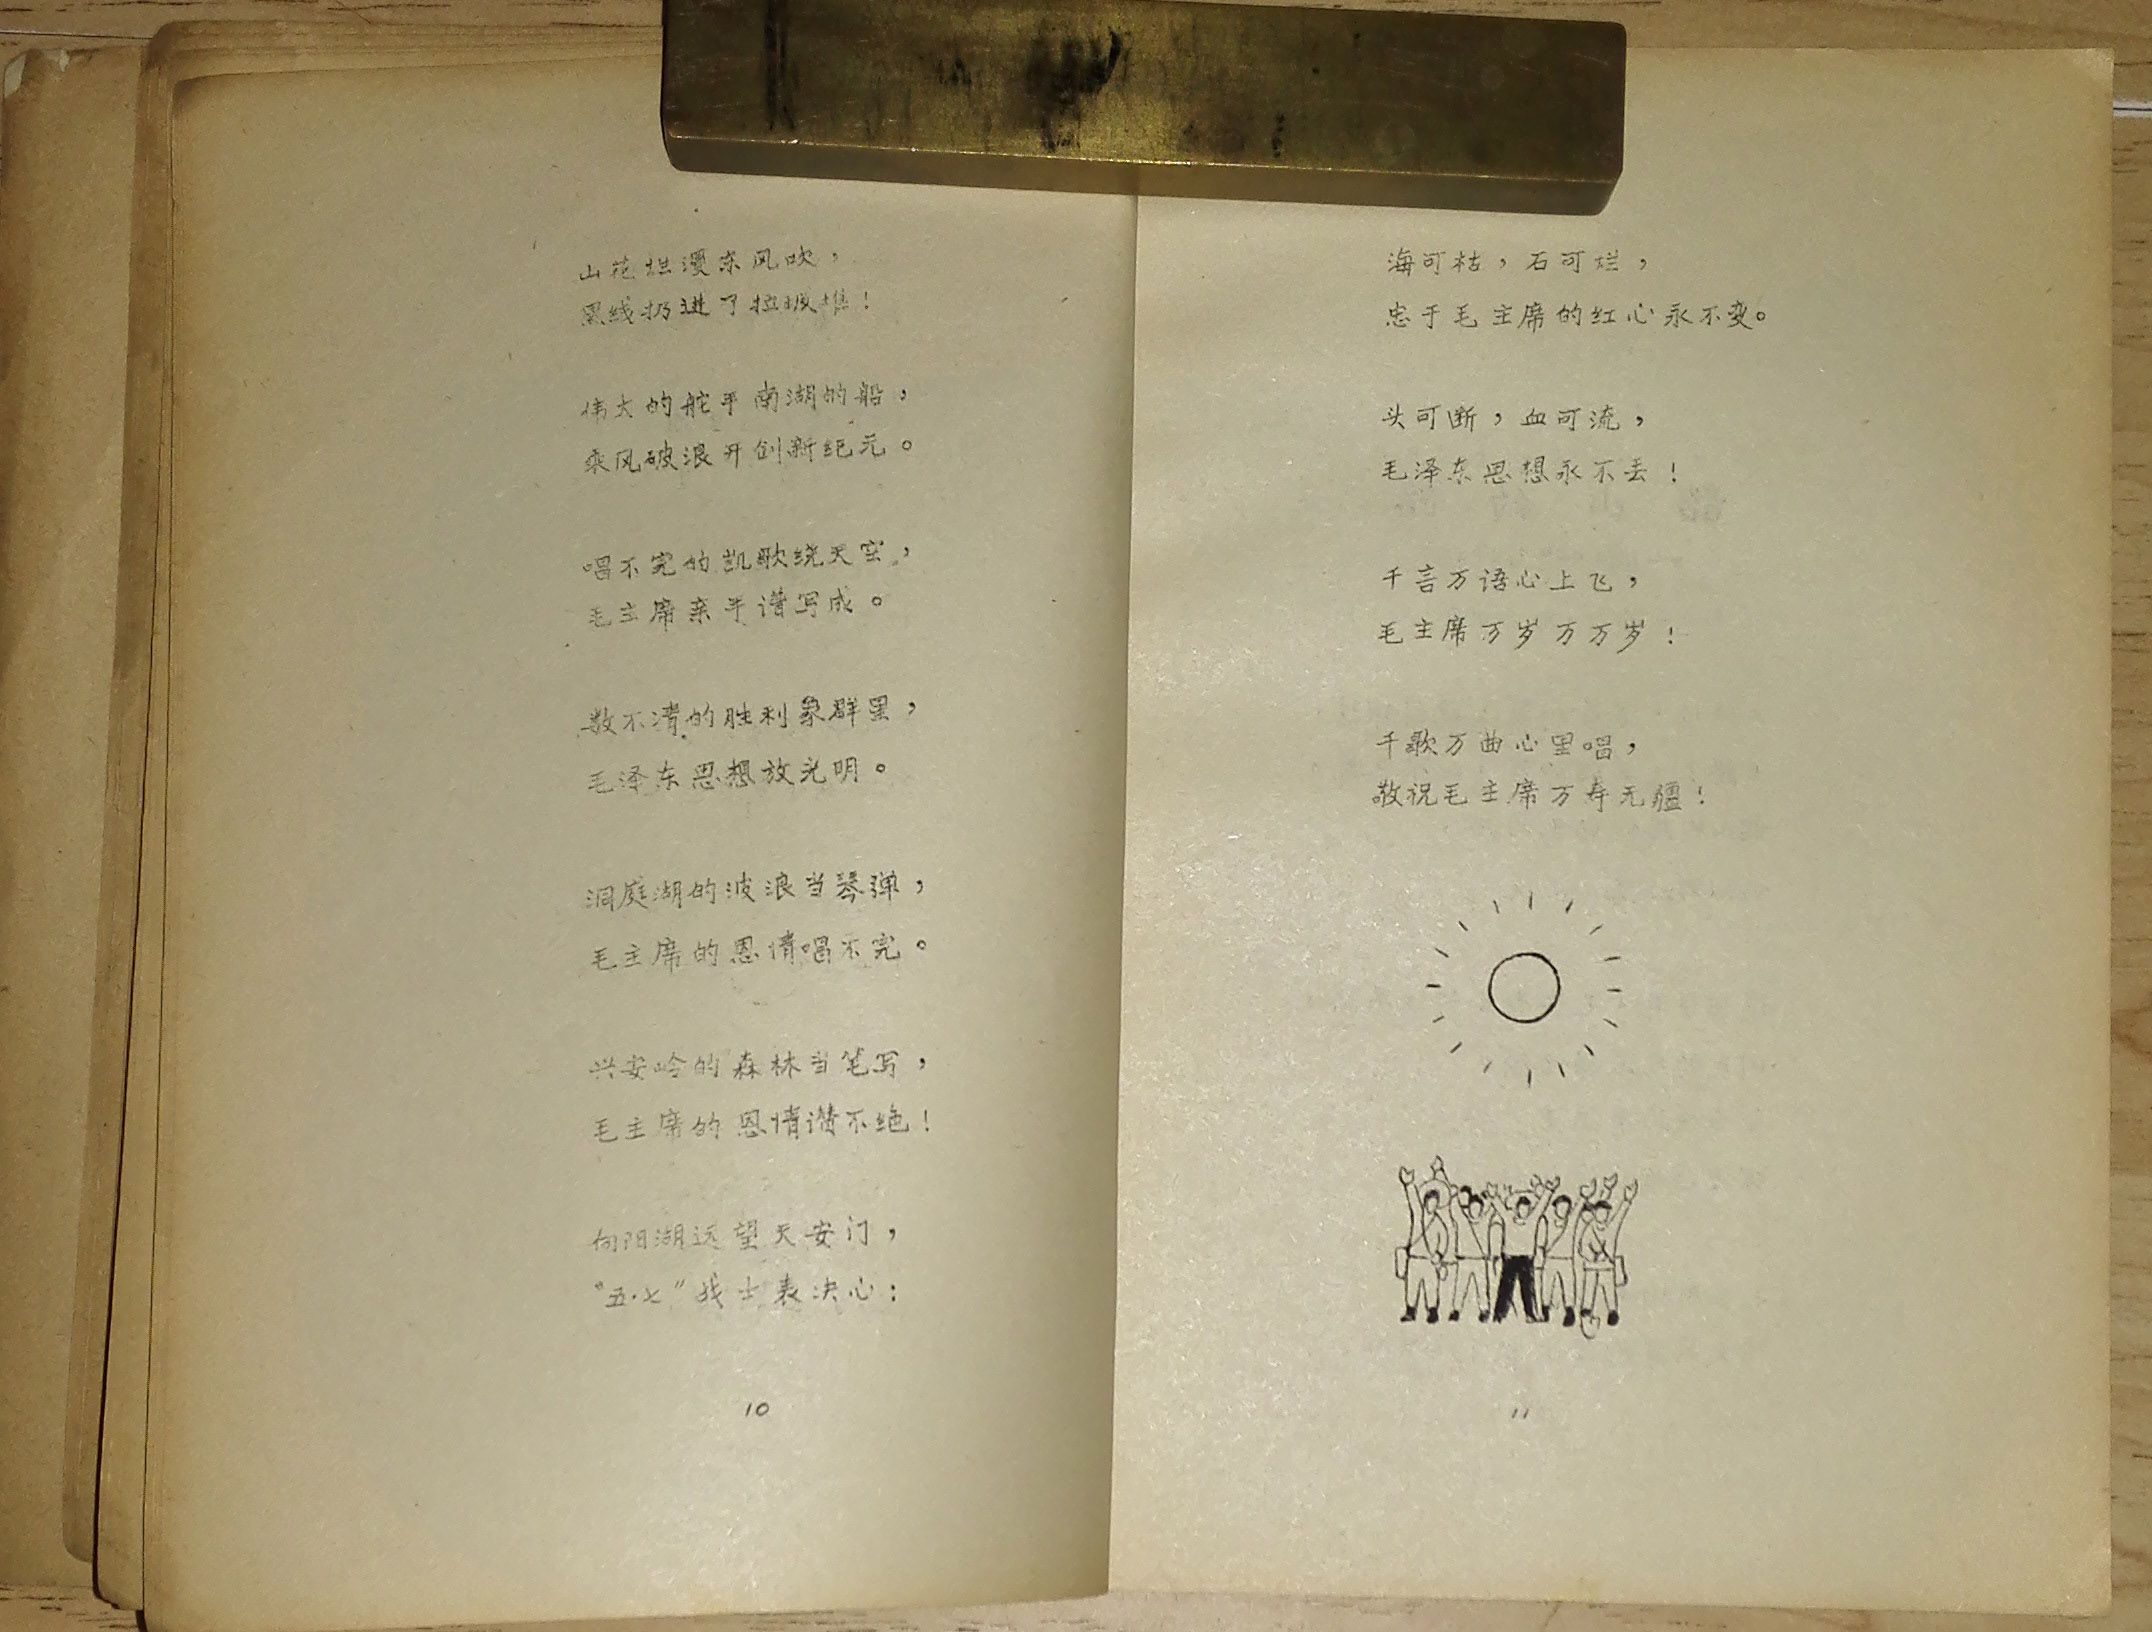 山花烂漫东风吹，
黑线扔进了垃圾堆！
伟大的舵手南湖的船，
乘风破浪开创新纪元。
唱不完的凯歌绕天空，
毛主席亲手谱写成。
数不清的胜利象群星，
毛泽东思想放光明。
洞庭湖的波浪当琴弹，
毛主席的恩情唱不完。
兴安岭的森林当笔写，
毛主席的恩情讚不绝！
向阳湖远望天安门，
“五·七”战士表决心：
10
海可枯，石可烂，
忠于毛主席的红心永不变。
头可断，血可流，
毛泽东思想永不丢！
千言万语心上飞，
毛主席万岁万万岁！
千歌万曲心里唱，
敬祝毛主席万寿无疆！
11